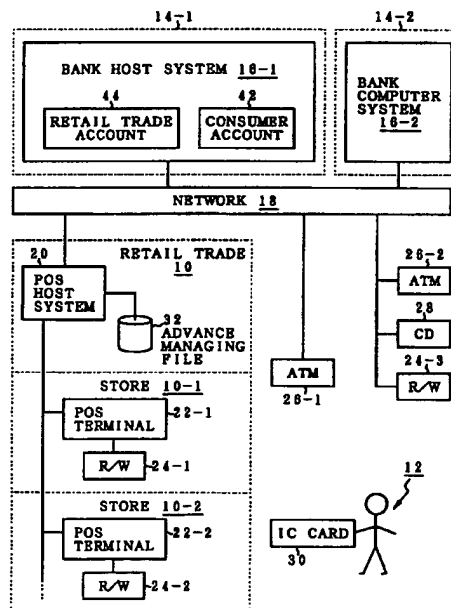 14-1
14-2
BANK HOST SYSTEM 16-1
44
42
RETAIL TRADE
ACCOUNT
CONSUMER
ACCOUNT
BANK
COMPUTER
SYSTEM
16-2
NETWORK 18
20
RETAIL TRADE
10
POS
HOST
SYSTEM
32
ADVANCE
MANAGING
FILE
26-2
ATM
28
CD
24-3
R/W
ATM
26-1
STORE 10-1
POS
TERMINAL
22-1
R/W
24-1
STORE 10-2
POS
TERMINAL
22-2
R/W
24-2
12
IC CARD
30